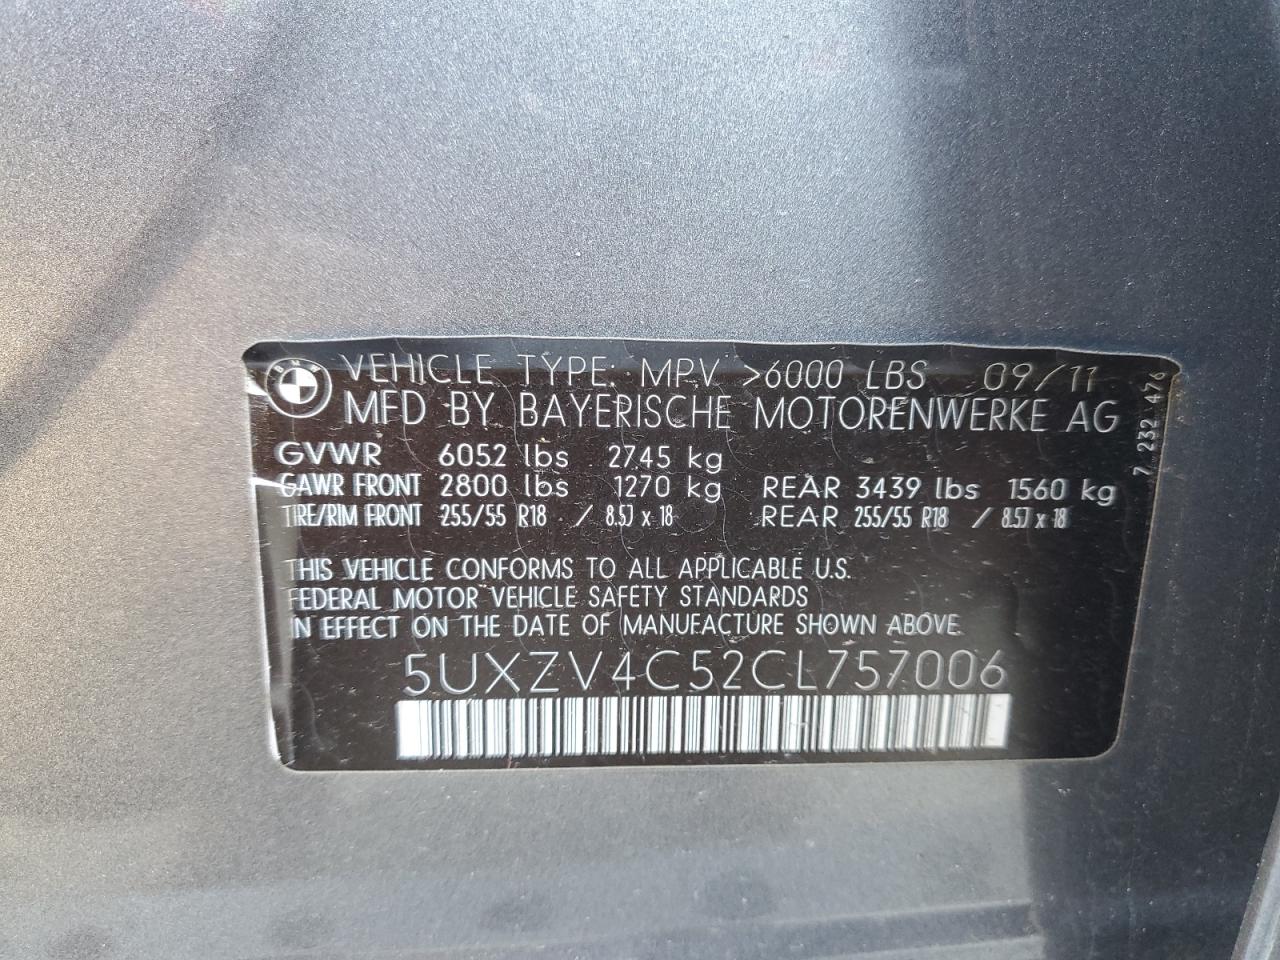 BMW
VEHICLE TYPE: MPV >6000 LBS 09/11
MFD BY BAYERISCHE MOTORENWERKE AG
GVWR 6052 lbs 2745 kg
GAWR FRONT 2800 lbs 1270 kg REAR 3439 lbs 1560 kg
TIRE/RIM FRONT 255/55 R18 / 8.5J x 18 REAR 255/55 R18 / 8.5J x 18
THIS VEHICLE CONFORMS TO ALL APPLICABLE U.S.
FEDERAL MOTOR VEHICLE SAFETY STANDARDS
IN EFFECT ON THE DATE OF MANUFACTURE SHOWN ABOVE.
5UXZV4C52CL757006
7 232 476